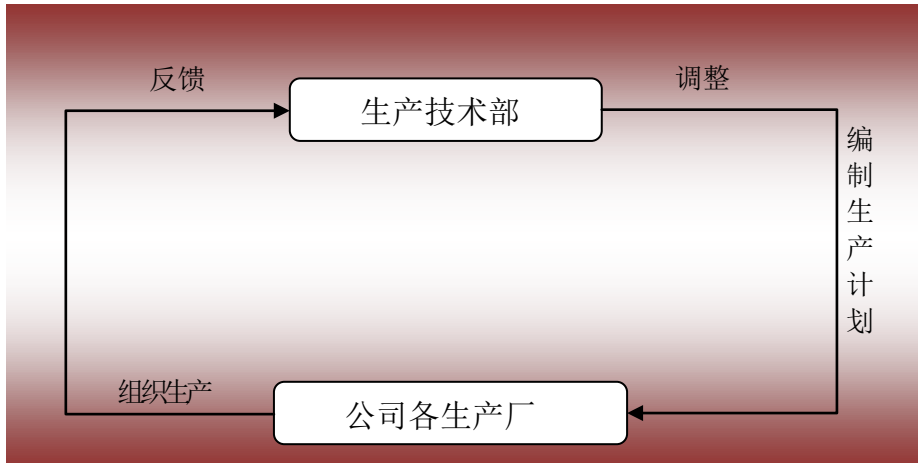 反馈
调整
生产技术部
编制生产计划
组织生产
公司各生产厂